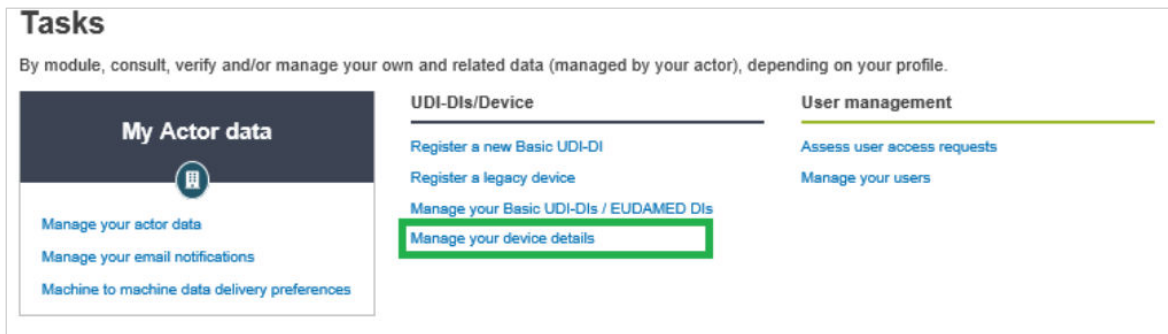 Tasks
By module, consult, verify and/or manage your own and related data (managed by your actor), depending on your profile.
My Actor data
Manage your actor data
Manage your email notifications
Machine to machine data delivery preferences
UDI-DIs/Device
Register a new Basic UDI-DI
Register a legacy device
Manage your Basic UDI-DIs / EUDAMED DIs
Manage your device details
User management
Assess user access requests
Manage your users